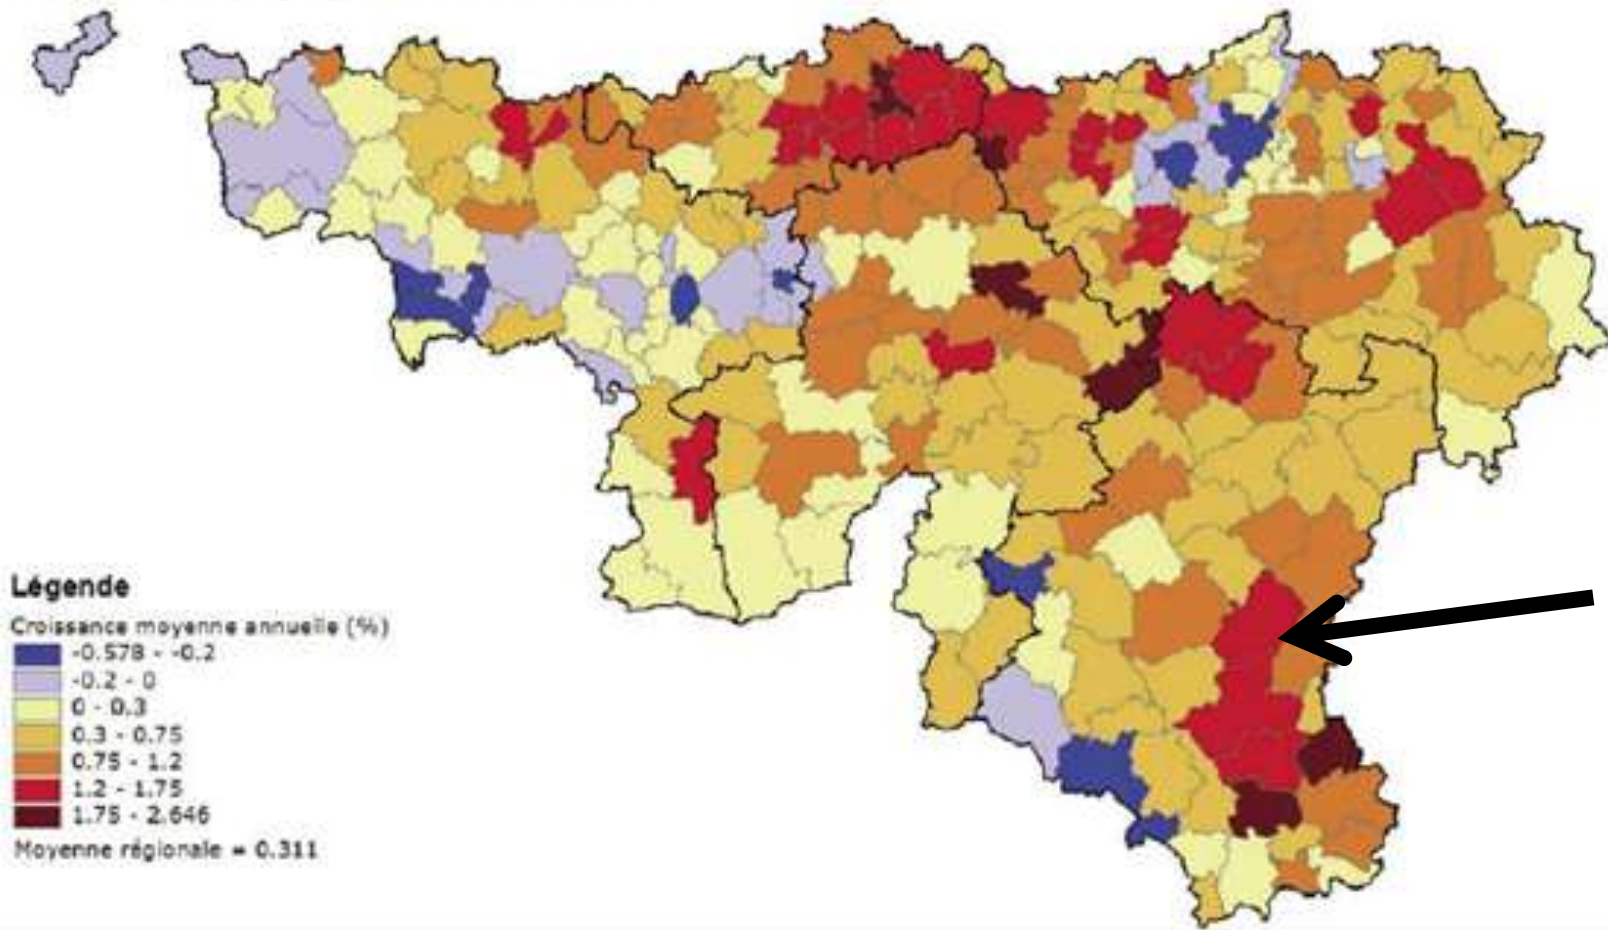 Légende
Croissance moyenne annuelle (%)
-0.578 - -0.2
-0.2 - 0
0 - 0.3
0.3 - 0.75
0.75 - 1.2
1.2 - 1.75
1.75 - 2.646
Moyenne régionale = 0.311